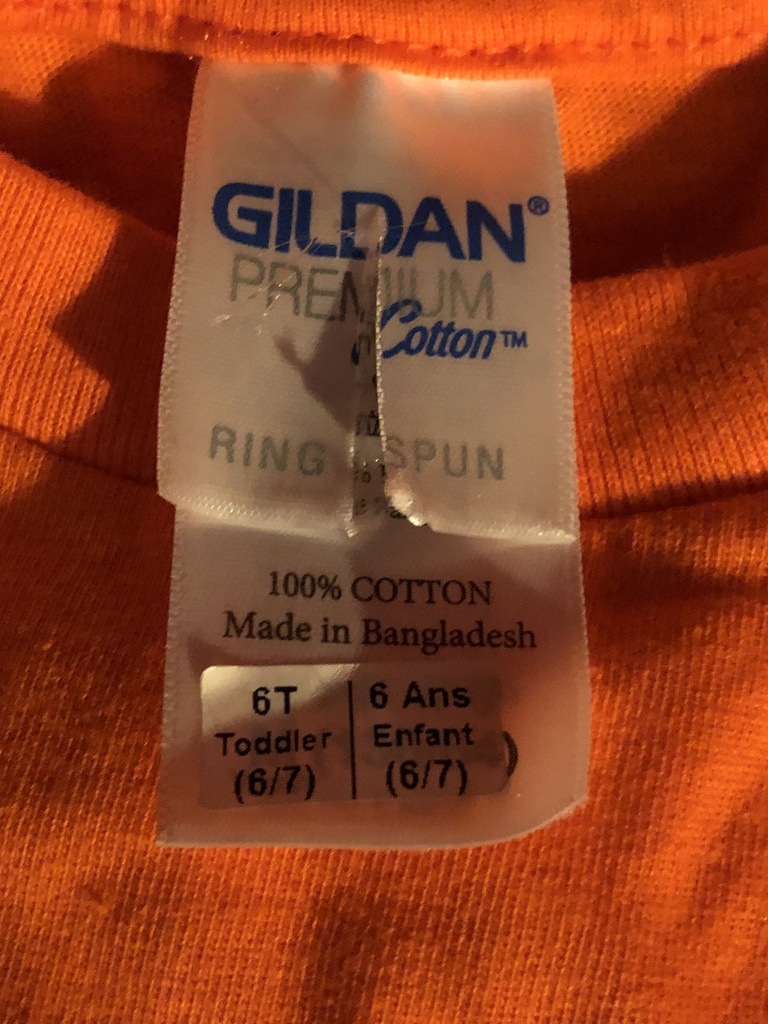 GILDAN®
PREMIUM
Cotton™
RING SPUN
100% COTTON
Made in Bangladesh
6T | 6 Ans
Toddler | Enfant
(6/7) | (6/7)